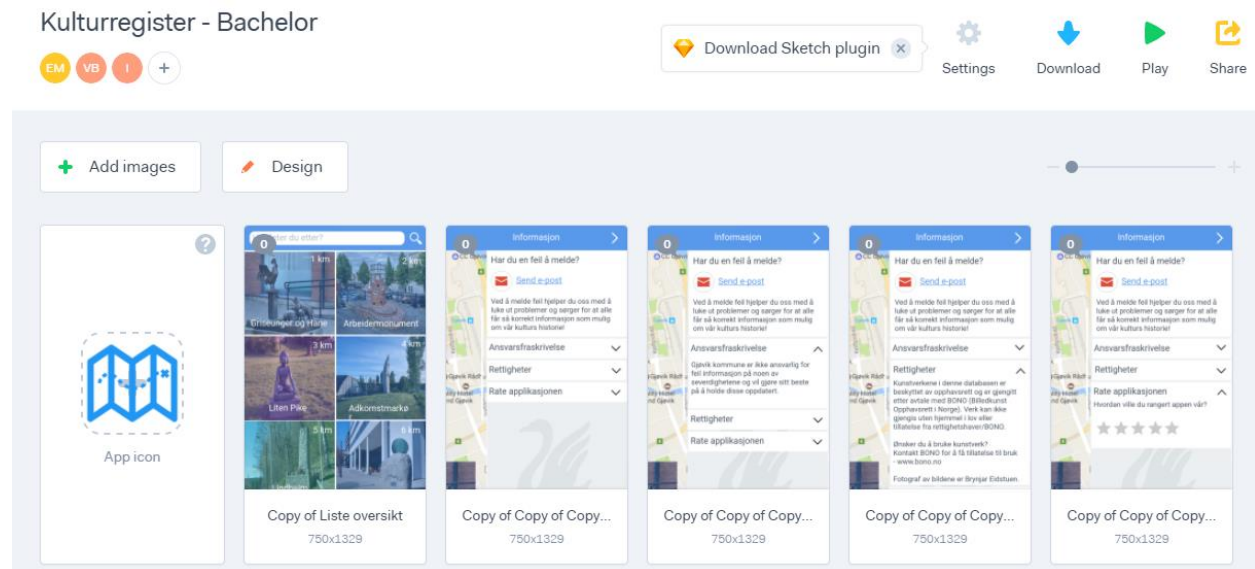 Kulturregister - Bachelor
EM VB I +
Download Sketch plugin x
Settings
Download
Play
Share
Add images
Design
?
App icon
0
ter du etter?
1 km
2 km
Griseunger og Harie
Arbeidermonument
3 km
4 km
Liten Pike
Adkomstmarkø
5 km
6 km
Copy of Liste oversikt
750x1329
0
Informasjon
Har du en feil å melde?
Send e-post
Ved å melde feil hjelper du oss med å
luke ut problemer og sørger for at alle
får så korrekt informasjon som mulig
om vår kulturs historie!
Ansvarsfraskrivelse
Rettigheter
Rate applikasjonen
Copy of Copy of Copy...
750x1329
0
Informasjon
Har du en feil å melde?
Send e-post
Ved å melde feil hjelper du oss med å
luke ut problemer og sørger for at alle
får så korrekt informasjon som mulig
om vår kulturs historie!
Ansvarsfraskrivelse
Gjøvik kommune er ikke ansvarlig for
feil informasjon på noen av
severdighetene og vil gjøre sitt beste
på å holde disse oppdatert.
Rettigheter
Rate applikasjonen
Copy of Copy of Copy...
750x1329
0
Informasjon
Har du en feil å melde?
Send e-post
Ved å melde feil hjelper du oss med å
luke ut problemer og sørger for at alle
får så korrekt informasjon som mulig
om vår kulturs historie!
Ansvarsfraskrivelse
Rettigheter
Kunstverkene i denne databasen er
beskyttet av opphavsrett og er gjengitt
etter avtale med BONO (Billedkunst
Opphavsrett i Norge). Verk kan ikke
gjengis uten hjemmel i lov eller
tillatelse fra rettighetshaver/BONO.
Ønsker du å bruke kunstverk?
Kontakt BONO for å få tillatelse til bruk
- www.bono.no
Fotograf av bildene er Brynjar Eidstuen.
Copy of Copy of Copy...
750x1329
0
Informasjon
Har du en feil å melde?
Send e-post
Ved å melde feil hjelper du oss med å
luke ut problemer og sørger for at alle
får så korrekt informasjon som mulig
om vår kulturs historie!
Ansvarsfraskrivelse
Rettigheter
Rate applikasjonen
Hvordan ville du rangert appen vår?
Copy of Copy of Copy...
750x1329